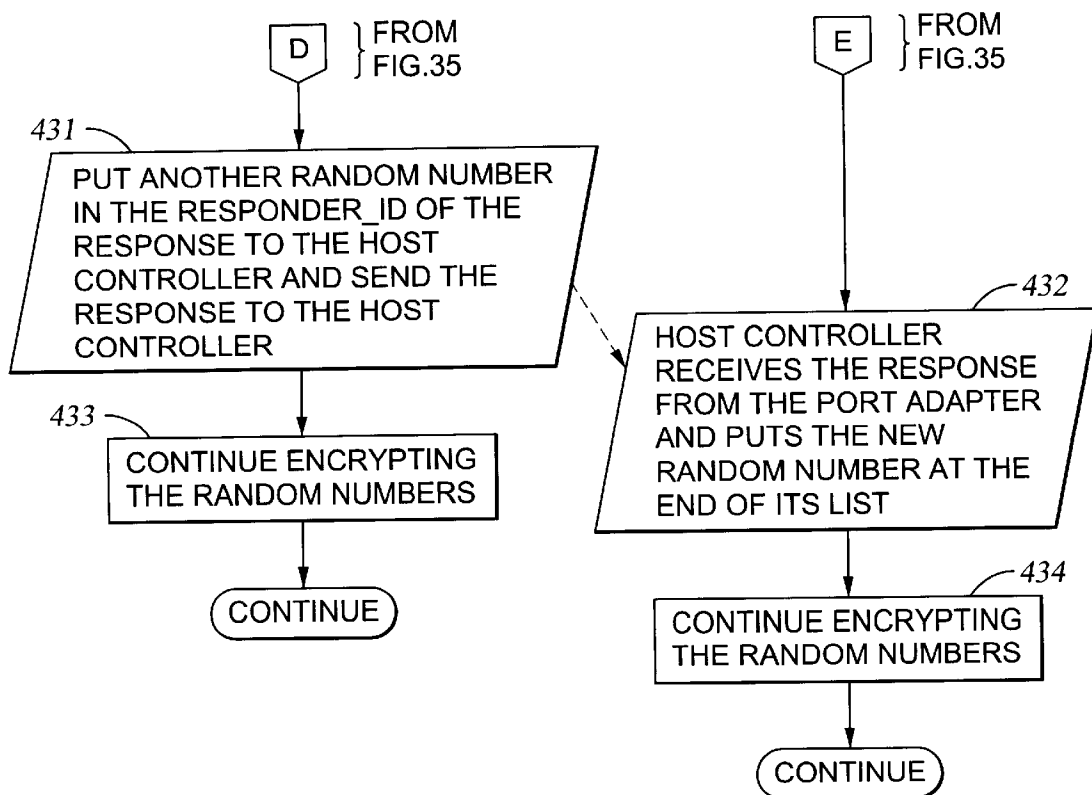 D
FROM
FIG.35
E
FROM
FIG.35
431
PUT ANOTHER RANDOM NUMBER
IN THE RESPONDER_ID OF THE
RESPONSE TO THE HOST
CONTROLLER AND SEND THE
RESPONSE TO THE HOST
CONTROLLER
432
HOST CONTROLLER
RECEIVES THE RESPONSE
FROM THE PORT ADAPTER
AND PUTS THE NEW
RANDOM NUMBER AT THE
END OF ITS LIST
433
CONTINUE ENCRYPTING
THE RANDOM NUMBERS
CONTINUE
434
CONTINUE ENCRYPTING
THE RANDOM NUMBERS
CONTINUE